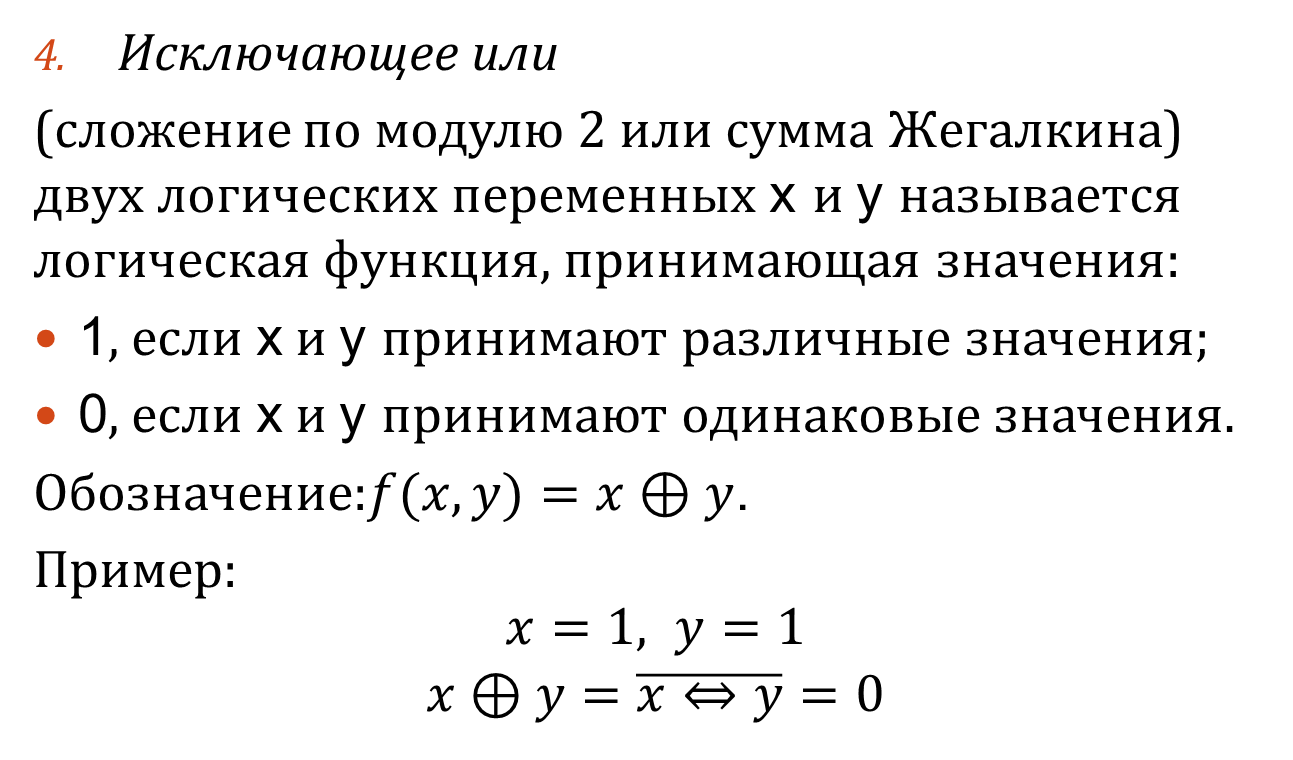 4. Исключающее или
(сложение по модулю 2 или сумма Жегалкина)
двух логических переменных x и y называется
логическая функция, принимающая значения:
• 1, если x и y принимают различные значения;
• 0, если x и y принимают одинаковые значения.
Обозначение:f(x, y) = x ⊕ y.
Пример:
x = 1, y = 1
x ⊕ y = \overline{x ⇔ y} = 0